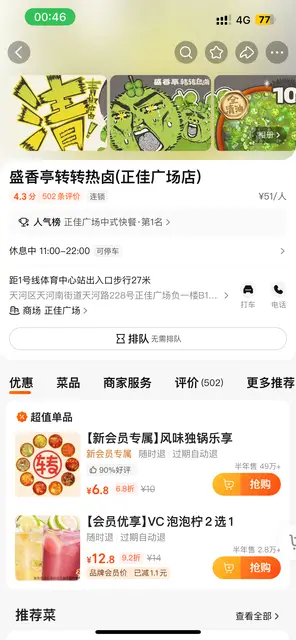 00:46
4G 77
清
盛香亭转转热卤
相册
盛香亭转转热卤(正佳广场店)
4.3 分 502 条评价 连锁
¥51/人
人气榜 正佳广场中式快餐·第1名
休息中 11:00~22:00 可停车
距1号线体育中心站出入口步行27米
天河区天河南街道天河路228号正佳广场负一楼B1...
打车
电话
商场 正佳广场
排队 无需排队
优惠 菜品 商家服务 评价 (502) 更多推荐
超值单品
转
【新会员专属】风味独锅乐享
新会员专属 随时退 过期自动退
90%好评
半年售 49万+
¥6.8 6.8折 ¥10
抢购
【会员优享】VC 泡泡柠 2 选 1
随时退 过期自动退
半年售 2.8万+
¥12.8 9.2折 ¥14
抢购
品牌会员价 已减1.1元
推荐菜
查看全部